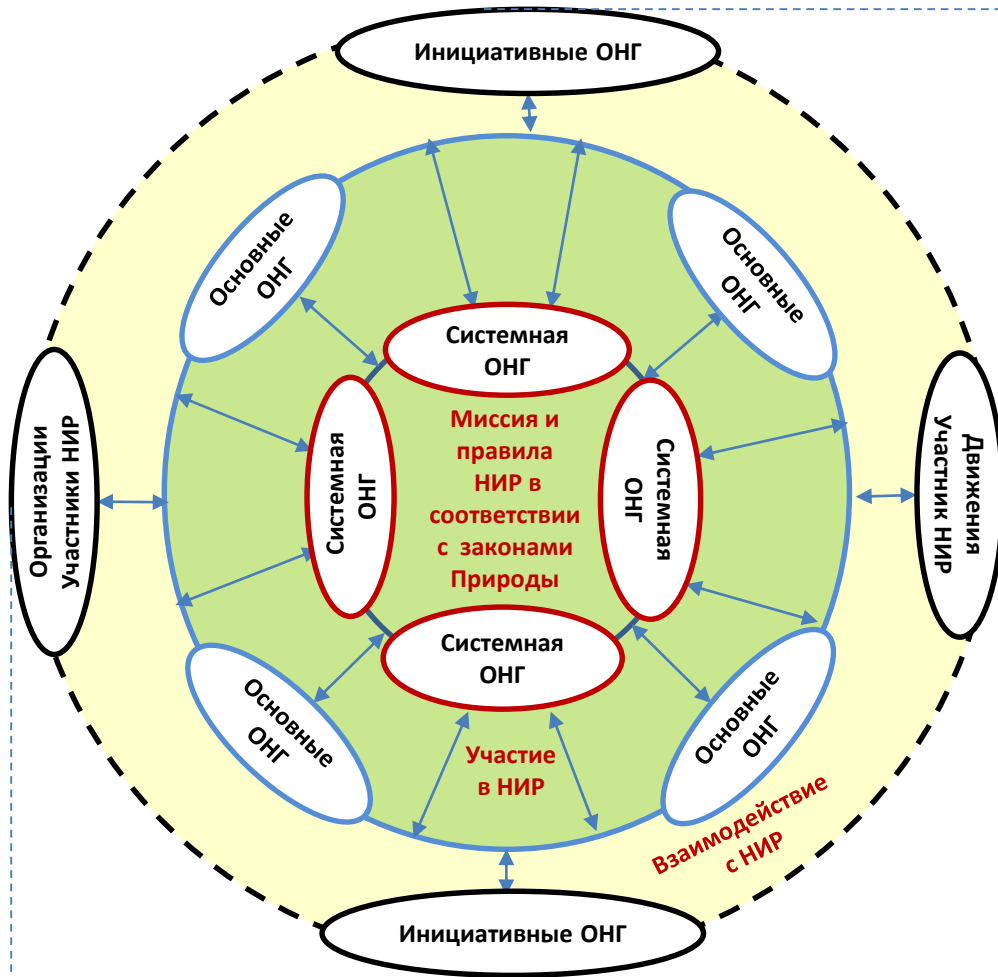 Инициативные ОНГ
Основные
ОНГ
Основные
ОНГ
Системная
ОНГ
Организации
Участники НИР
Системная
ОНГ
Миссия и
правила
НИР в
соответствии
с законами
Природы
Системная
ОНГ
Движения
Участник НИР
Системная
ОНГ
Основные
ОНГ
Участие
в НИР
Основные
ОНГ
Взаимодействие
с НИР
Инициативные ОНГ